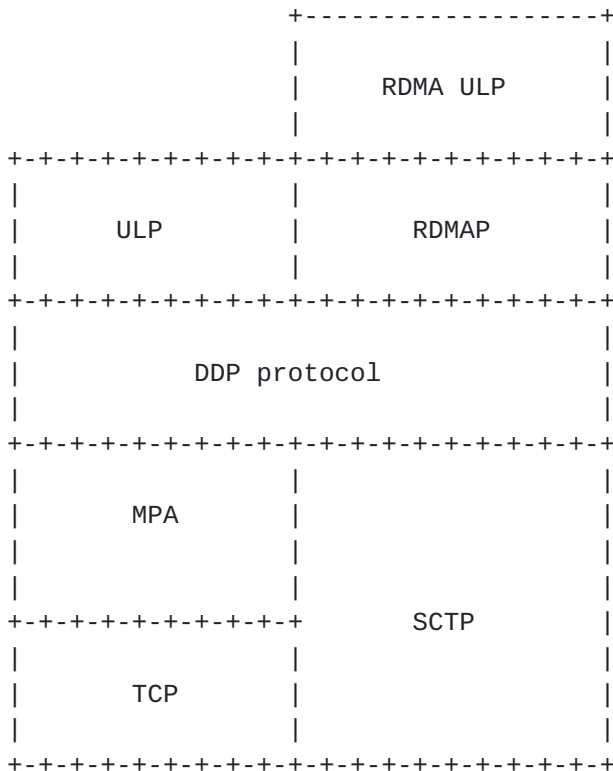 RDMA ULP
ULP RDMAP
DDP protocol
MPA
SCTP
TCP